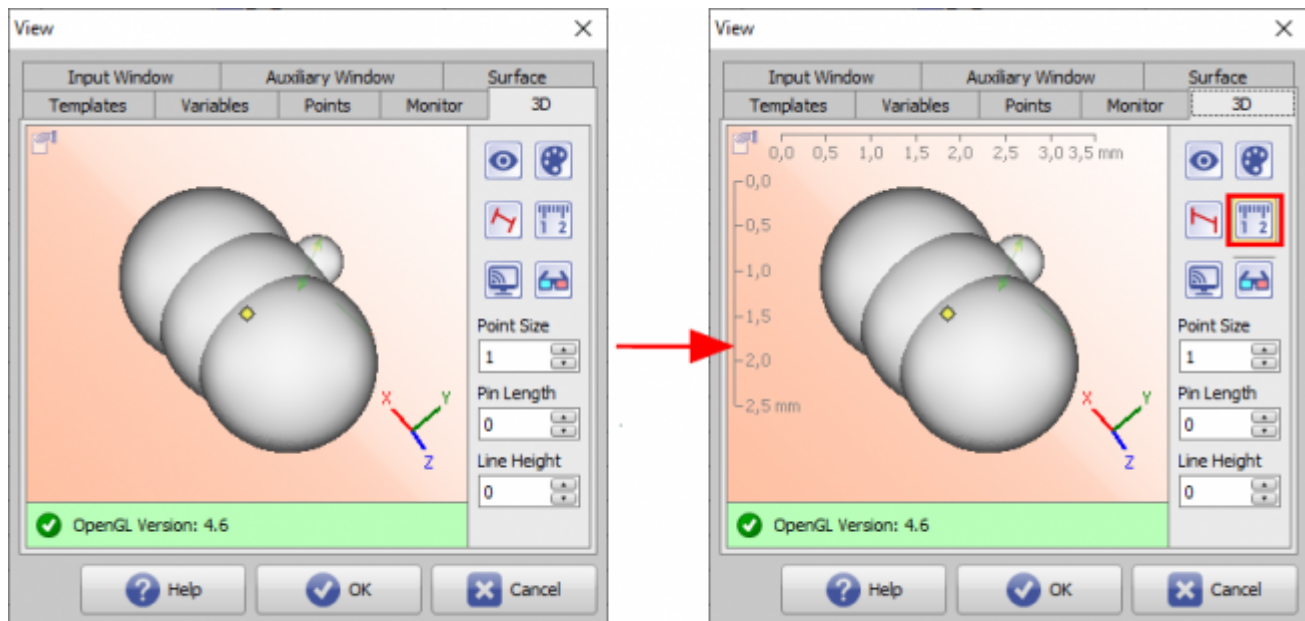 View
Input Window Auxiliary Window Surface
Templates Variables Points Monitor 3D
1 2
Point Size
1
Pin Length
0
Line Height
0
X Y
Z
OpenGL Version: 4.6
Help OK Cancel
View
Input Window Auxiliary Window Surface
Templates Variables Points Monitor 3D
0,0 0,5 1,0 1,5 2,0 2,5 3,0 3,5 mm
0,0
0,5
1,0
1,5
2,0
2,5 mm
1 2
Point Size
1
Pin Length
0
Line Height
0
X Y
Z
OpenGL Version: 4.6
Help OK Cancel